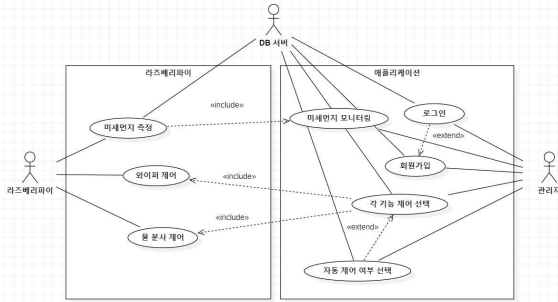 DB 서버
라즈베리파이
애플리케이션
«include»
미세먼지 측정
미세먼지 모니터링
로그인
«extend»
라즈베리파이
와이퍼 제어
«include»
회원가입
관리자
각 기능 제어 선택
«include»
물 분사 제어
«extend»
자동 제어 여부 선택